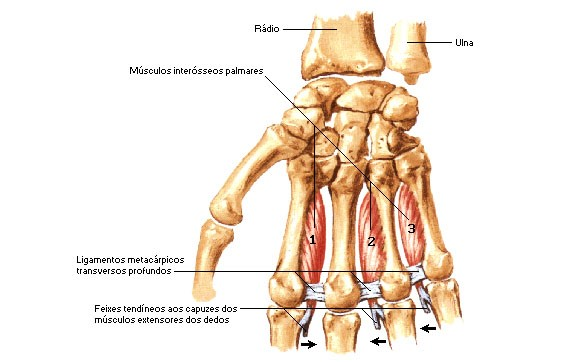 Rádio
Ulna
Músculos interósseos palmares
1
2
3
Ligamentos metacárpicos
transversos profundos
Feixes tendíneos aos capuzes dos
músculos extensores dos dedos